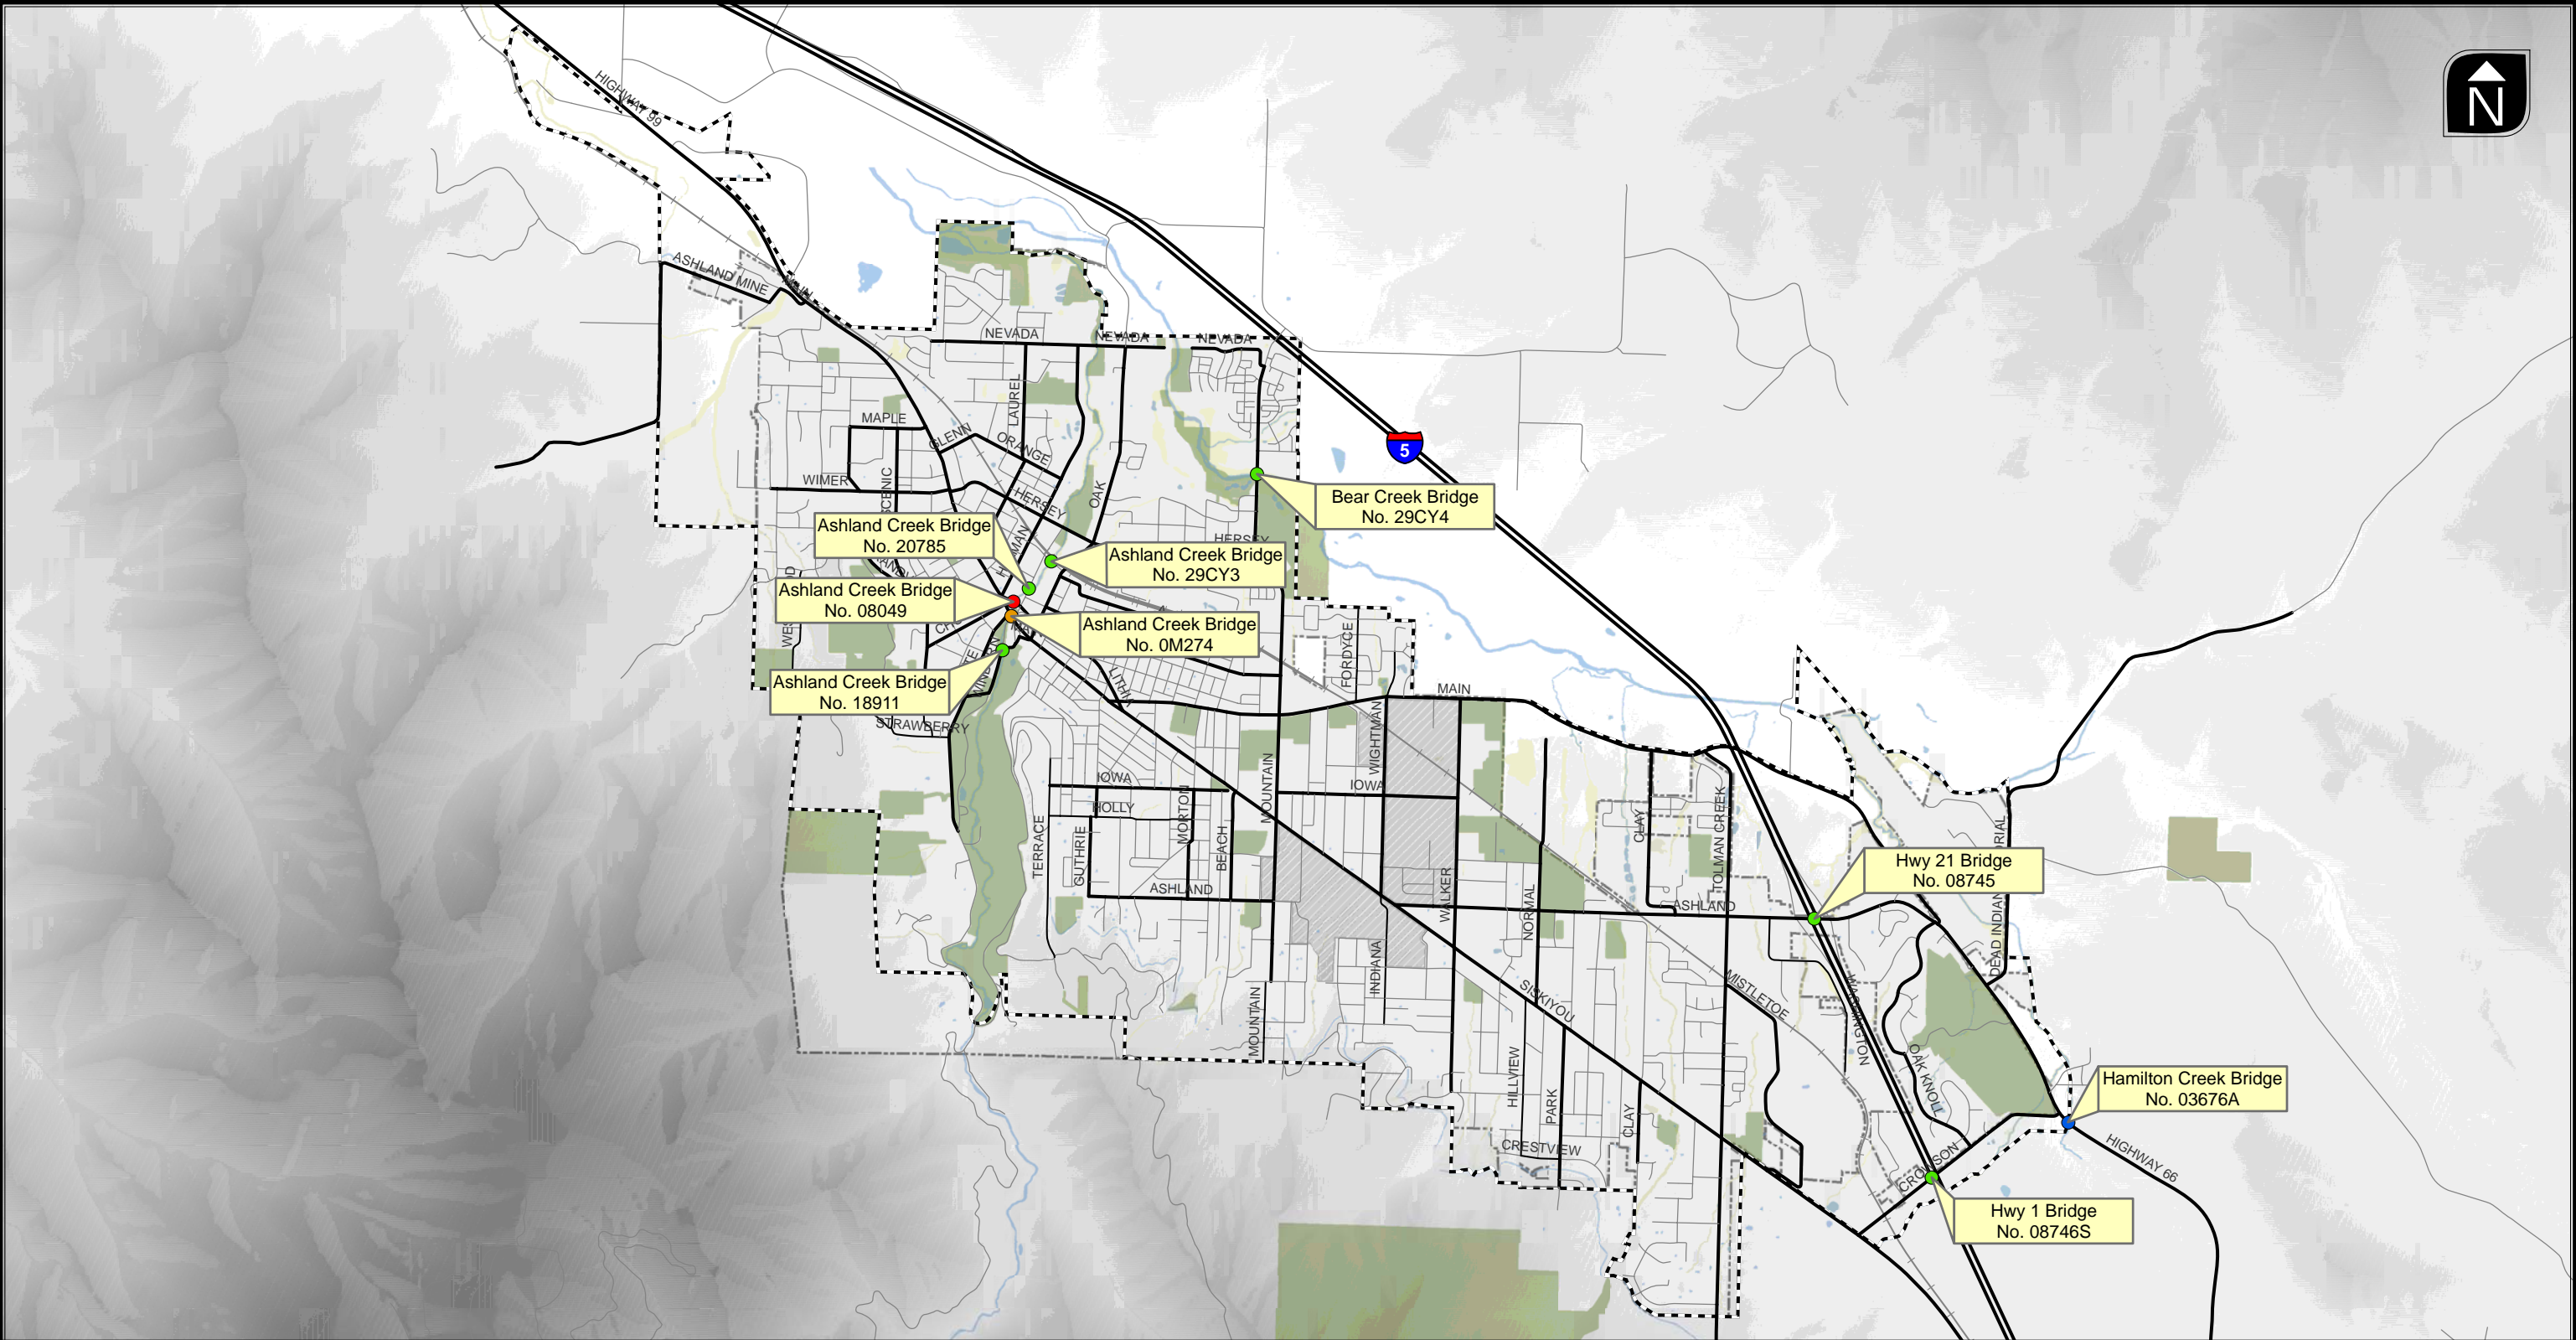 N
HIGHWAY 99
ASHLAND MINE
MAIN
NEVADA
NEVADA
NEVADA
LAUREL
MAPLE
GLENN
ORANGE
5
WIMER
SCENIC
HERSEY
OAK
Bear Creek Bridge
No. 29CY4
Ashland Creek Bridge
No. 20785
HERSEY
Ashland Creek Bridge
No. 29CY3
Ashland Creek Bridge
No. 08049
Ashland Creek Bridge
No. 0M274
FORDYCE
Ashland Creek Bridge
No. 18911
LITHIA
MAIN
STRAWBERRY
WIGHTMAN
IOWA
MOUNTAIN
IOWA
HOLLY
MORTON
TERRACE
GUTHRIE
BEACH
CLAY
TOLMAN CREEK
Hwy 21 Bridge
No. 08745
ASHLAND
WALKER
NORMAL
ASHLAND
INDIANA
SISKIYOU
MISTLETOE
WASHINGTON
MOUNTAIN
HILLVIEW
PARK
CLAY
OAK KNOLL
Hamilton Creek Bridge
No. 03676A
CRESTVIEW
CROWSON
HIGHWAY 66
Hwy 1 Bridge
No. 08746S